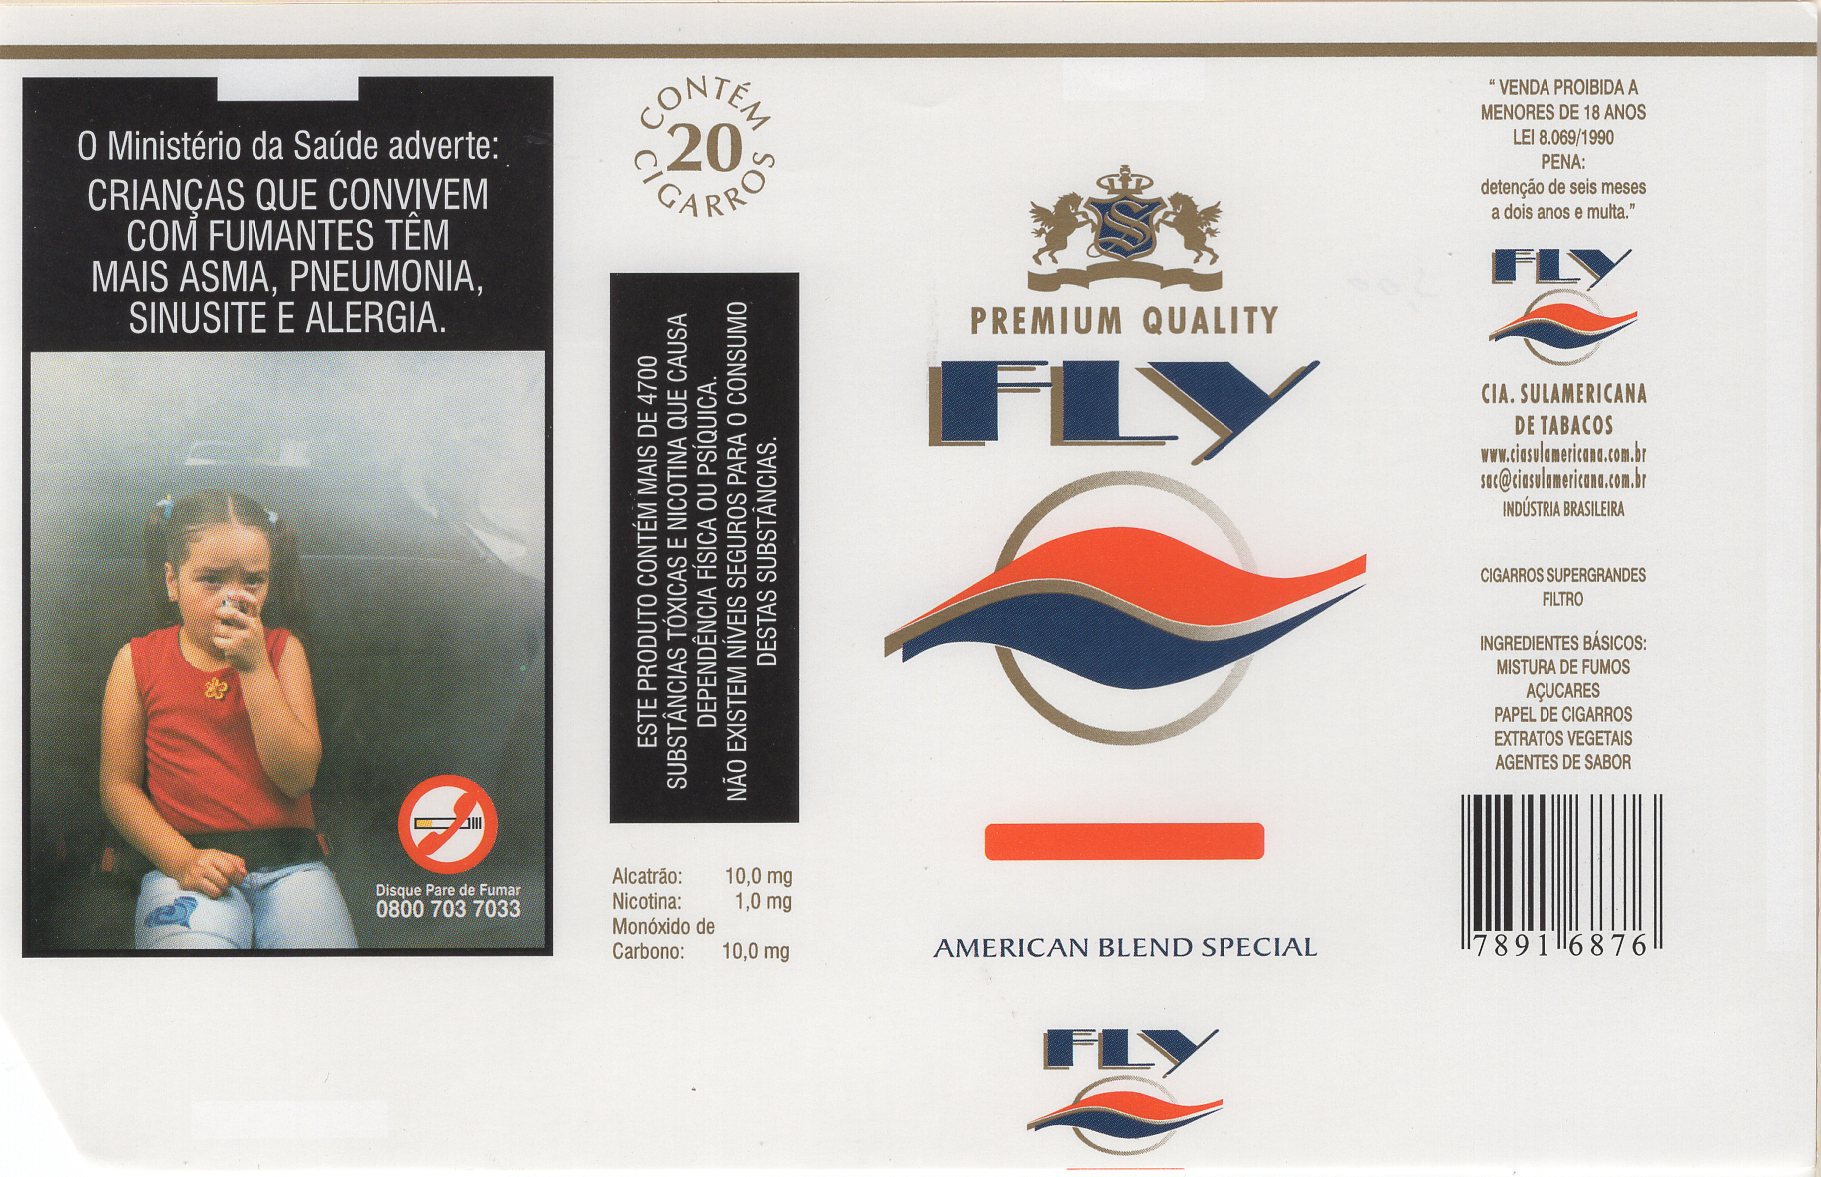 O Ministério da Saúde adverte:
CRIANÇAS QUE CONVIVEM
COM FUMANTES TÊM
MAIS ASMA, PNEUMONIA,
SINUSITE E ALERGIA.
Disque Pare de Fumar
0800 703 7033
CONTÉM
20
CIGARROS
ESTE PRODUTO CONTÉM MAIS DE 4700
SUBSTÂNCIAS TÓXICAS E NICOTINA QUE CAUSA
DEPENDÊNCIA FÍSICA OU PSÍQUICA.
NÃO EXISTEM NÍVEIS SEGUROS PARA O CONSUMO
DESTAS SUBSTÂNCIAS.
Alcatrão: 10,0 mg
Nicotina: 1,0 mg
Monóxido de
Carbono: 10,0 mg
S
PREMIUM QUALITY
FLY
AMERICAN BLEND SPECIAL
FLY
“ VENDA PROIBIDA A
MENORES DE 18 ANOS
LEI 8.069/1990
PENA:
detenção de seis meses
a dois anos e multa.”
FLY
CIA. SULAMERICANA
DE TABACOS
www.ciasulamericana.com.br
sac@ciasulamericana.com.br
INDÚSTRIA BRASILEIRA
CIGARROS SUPERGRANDES
FILTRO
INGREDIENTES BÁSICOS:
MISTURA DE FUMOS
AÇUCARES
PAPEL DE CIGARROS
EXTRATOS VEGETAIS
AGENTES DE SABOR
7891 6876